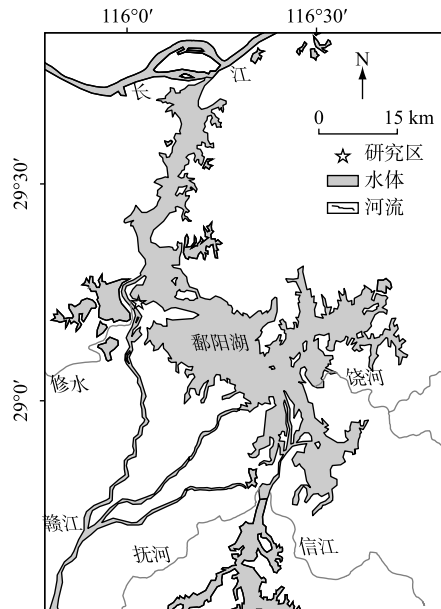 116°0′ 116°30′
N
长 江
0 15 km
研究区
水体
河流
29°30′
鄱阳湖
29°0′
修水
饶河
赣江
抚河
信江